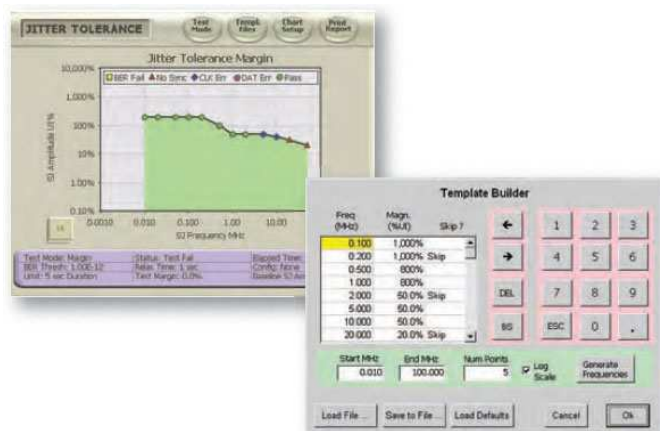 JITTER TOLERANCE
Test Mode
Templ. Files
Chart Setup
Print Report
Jitter Tolerance Margin
BER Fail No Sync CLK Err DAT Err Pass
10,000%
1,000%
100%
10%
1.00%
0.10%
SJ Amplitude UI%
0.0010 0.010 0.100 1.00 10.00
SJ Frequency MHz
Test Mode: Margin Status: Test Fail Elapsed Time:
BER Thresh: 1.00E-12 Relax Time: 1 sec Config: None
Limit: 5 sec Duration Test Margin: 0.0% Baseline SJ
Template Builder
Freq (MHz) Magn. (%UI) Skip ?
0.100 1,000%
0.200 1,000% Skip
0.500 800%
1.000 800%
2.000 50.0% Skip
5.000 50.0%
10.000 50.0%
20.000 20.0% Skip
← 1 2 3
→ 4 5 6
DEL 7 8 9
BS ESC 0 .
Start MHz End MHz Num Points
0.010 100.000 5
Log Scale
Generate Frequencies
Load File ... Save to File ... Load Defaults Cancel Ok